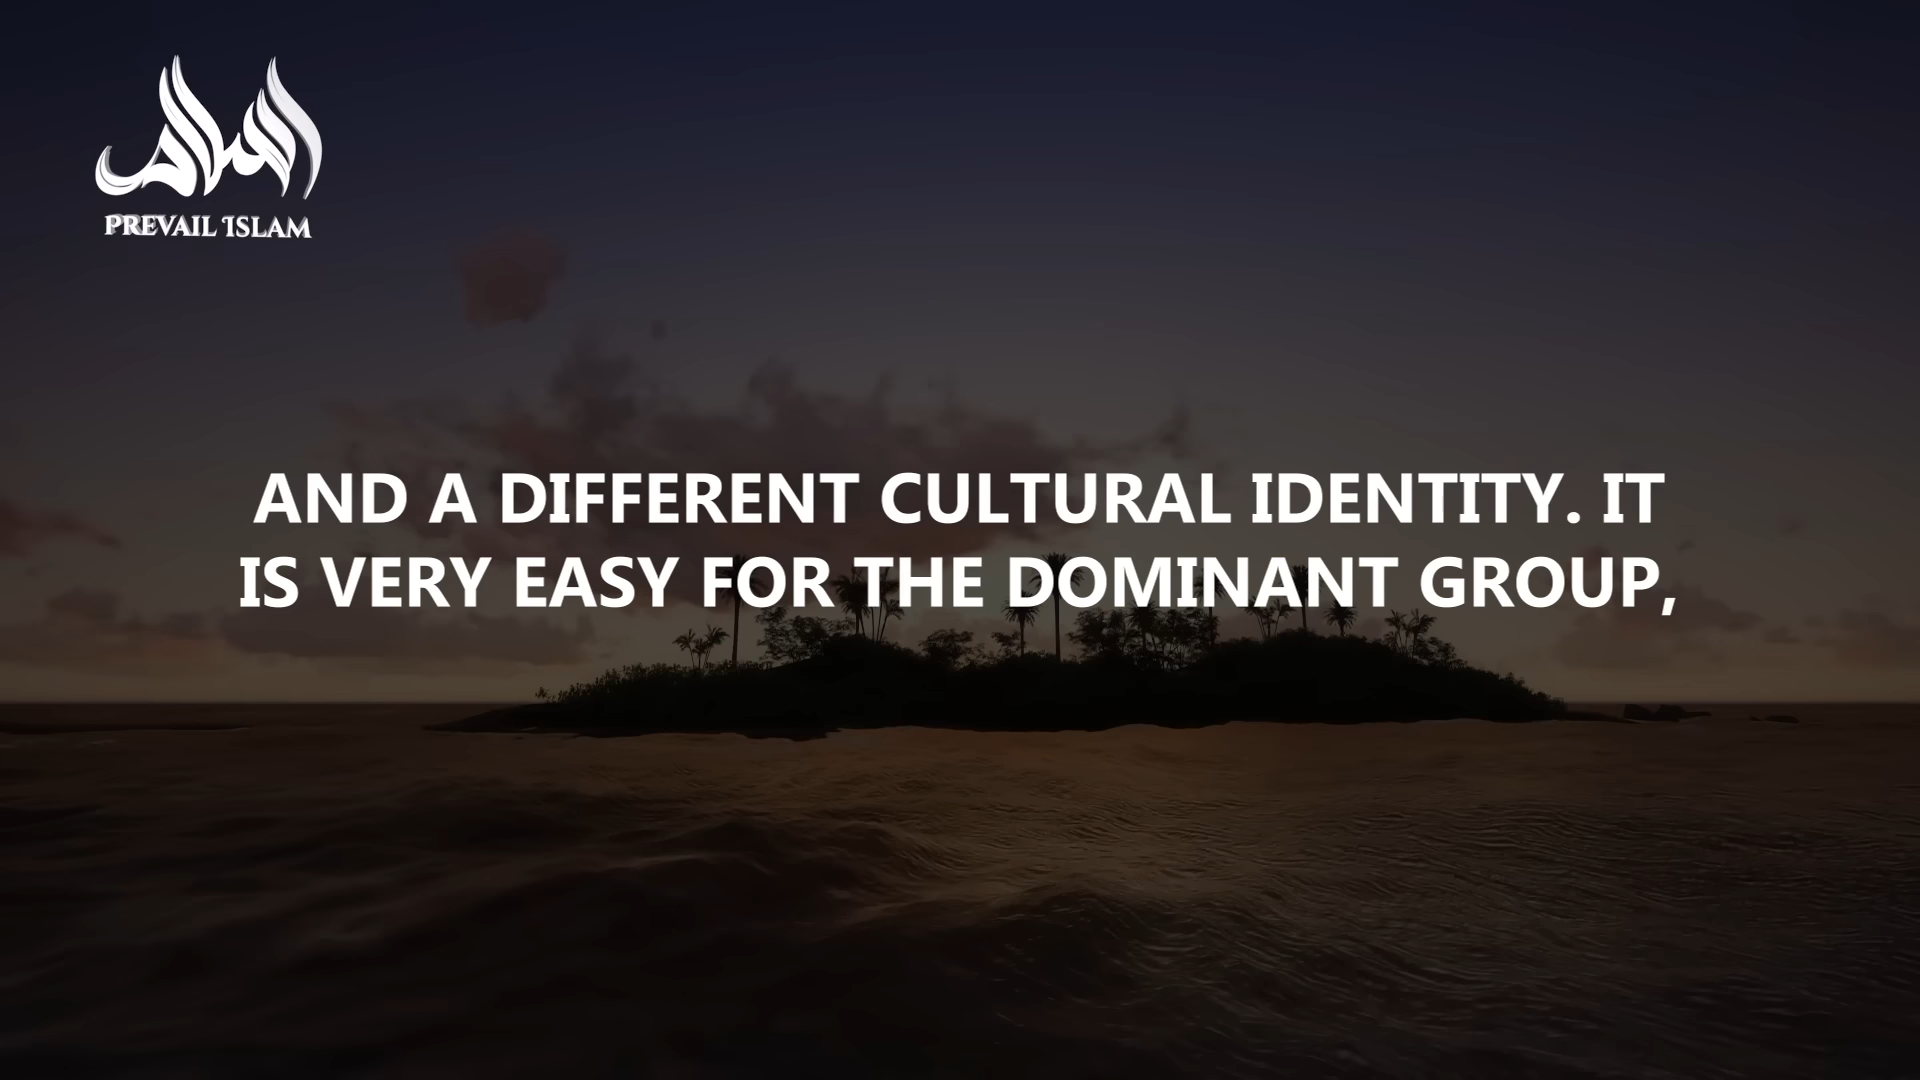 PREVAIL ISLAM
AND A DIFFERENT CULTURAL IDENTITY. IT
IS VERY EASY FOR THE DOMINANT GROUP,